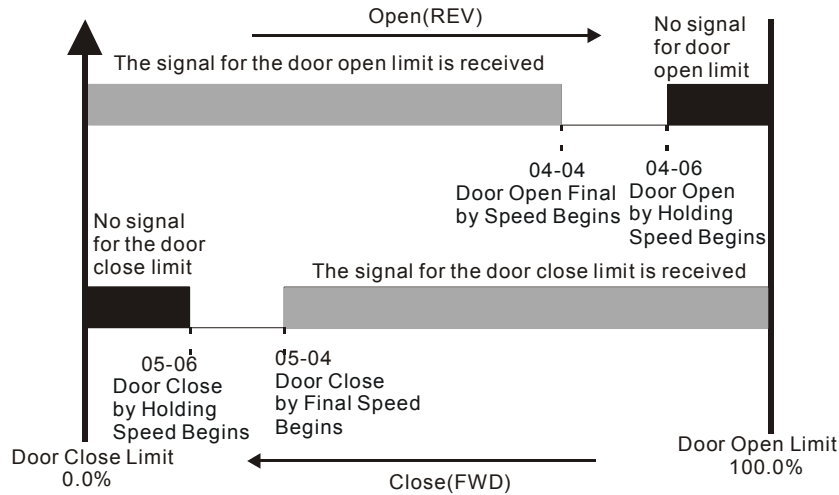 Open(REV)
The signal for the door open limit is received
No signal
for door
open limit
04-04
Door Open Final
by Speed Begins
04-06
Door Open
by Holding
Speed Begins
No signal
for the door
close limit
The signal for the door close limit is received
05-06
Door Close
by Holding
Speed Begins
05-04
Door Close
by Final Speed
Begins
Door Close Limit
0.0%
Close(FWD)
Door Open Limit
100.0%